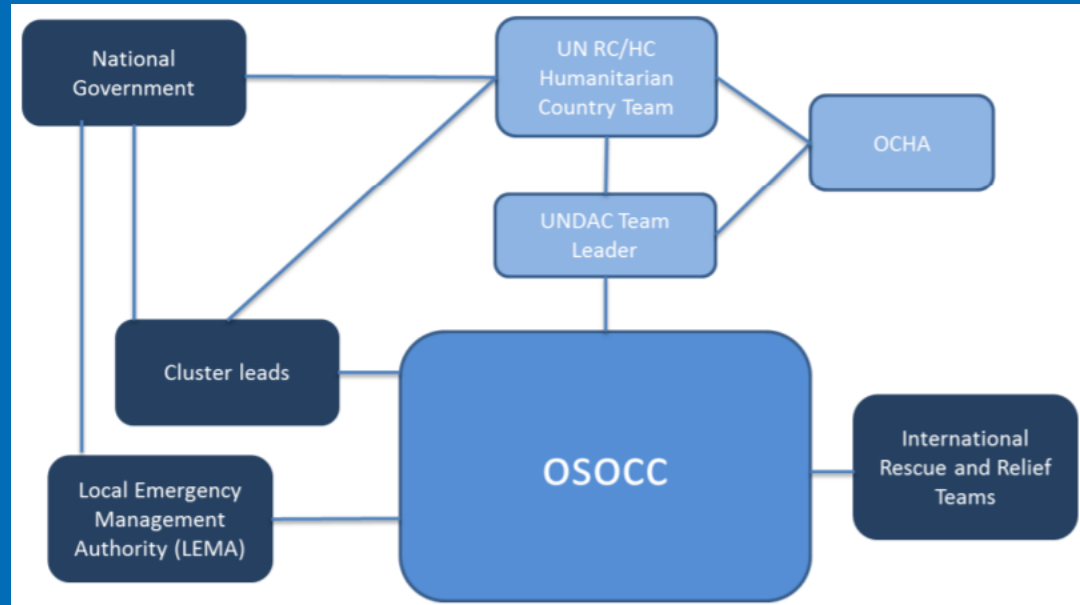 National
Government
UN RC/HC
Humanitarian
Country Team
OCHA
UNDAC Team
Leader
Cluster leads
OSOCC
International
Rescue and Relief
Teams
Local Emergency
Management
Authority (LEMA)